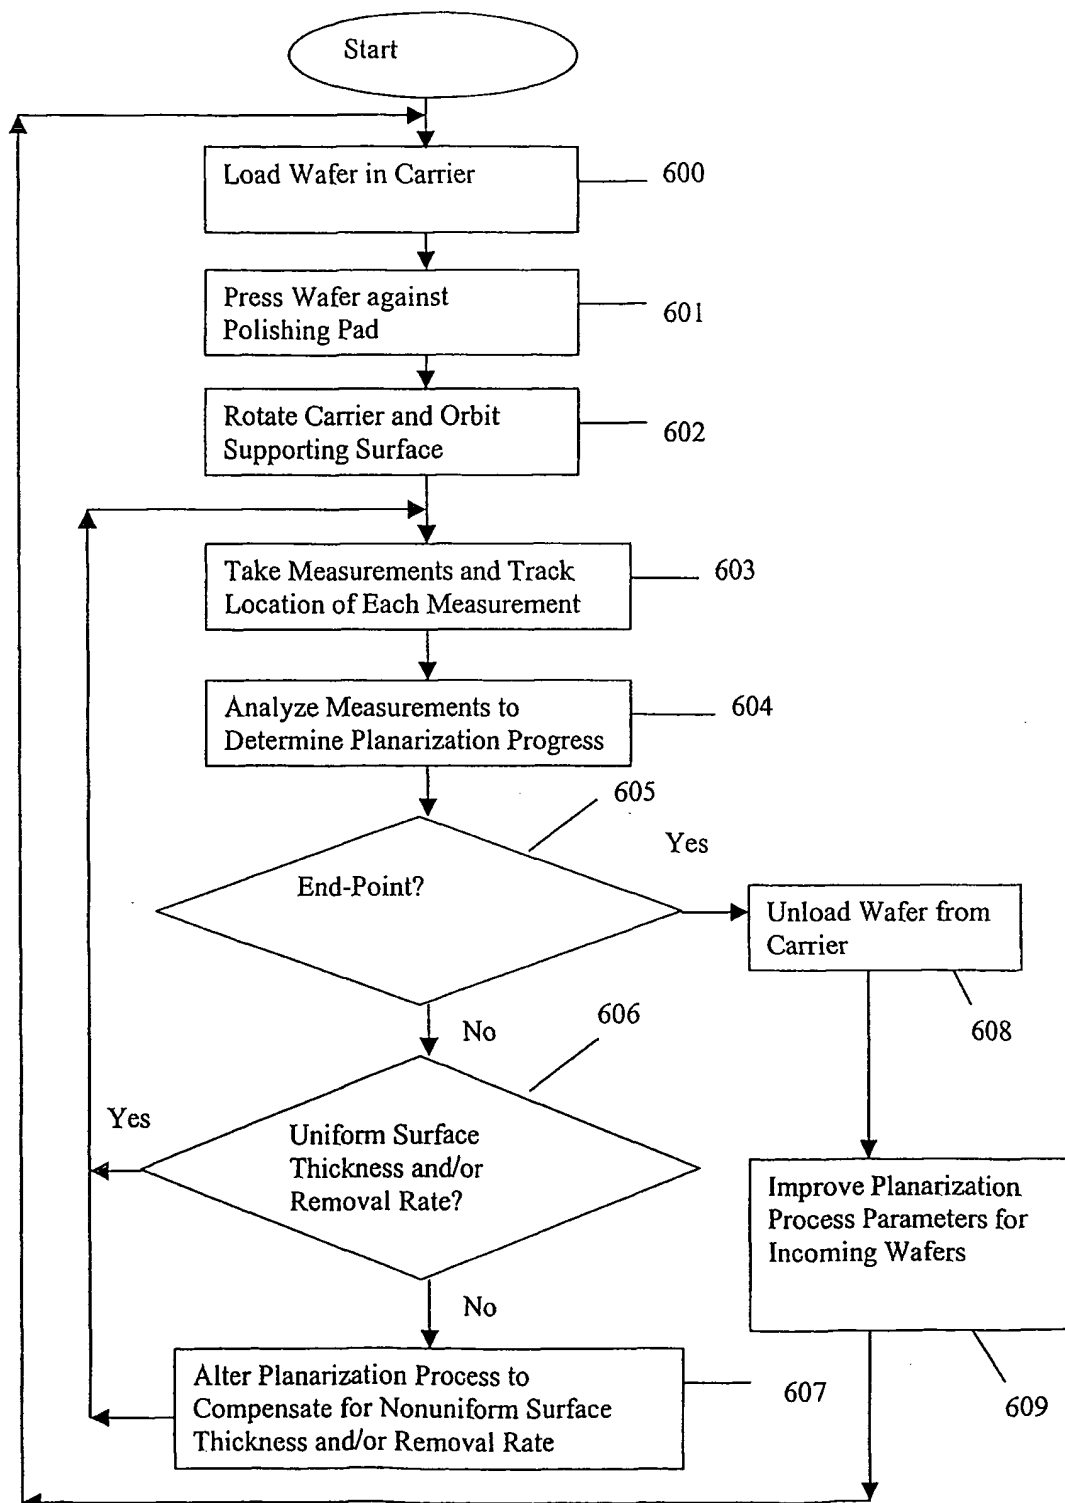 Start
Load Wafer in Carrier
600
Press Wafer against
Polishing Pad
601
Rotate Carrier and Orbit
Supporting Surface
602
Take Measurements and Track
Location of Each Measurement
603
Analyze Measurements to
Determine Planarization Progress
604
605
End-Point?
Yes
Unload Wafer from
Carrier
608
No
606
Yes
Uniform Surface
Thickness and/or
Removal Rate?
Improve Planarization
Process Parameters for
Incoming Wafers
609
No
Alter Planarization Process to
Compensate for Nonuniform Surface
Thickness and/or Removal Rate
607